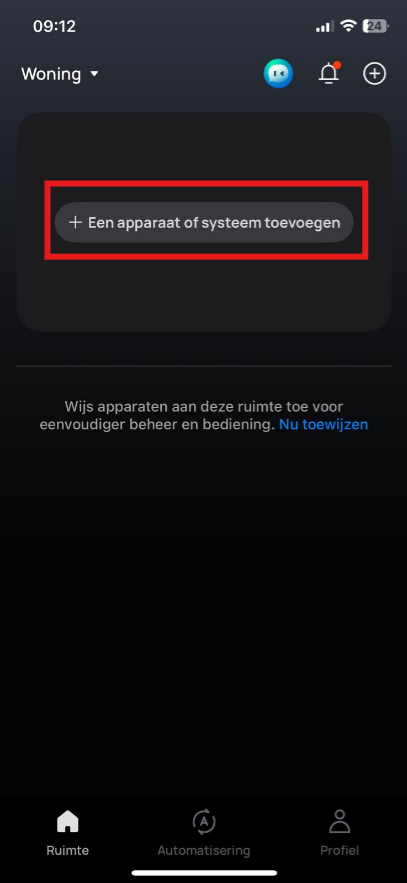 09:12
24
Woning
+ Een apparaat of systeem toevoegen
Wijs apparaten aan deze ruimte toe voor
eenvoudiger beheer en bediening. Nu toewijzen
A
Ruimte Automatisering Profiel